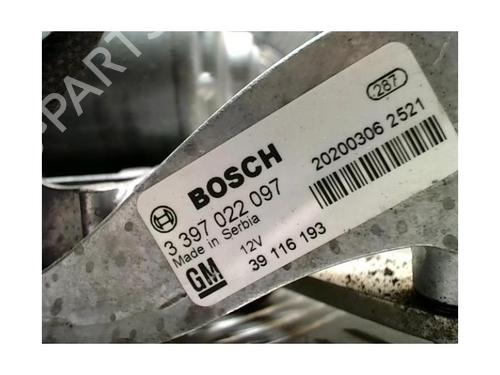 BOSCH
3 397 022 097
Made in Serbia
GM
12V
39 116 193
287
20200306 2521